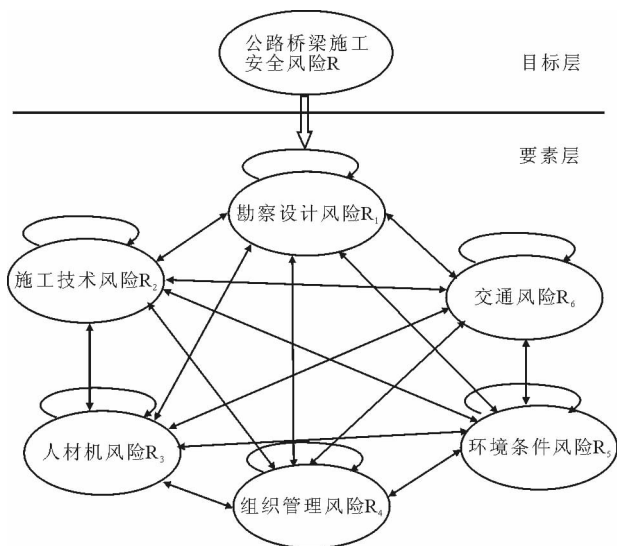 公路桥梁施工
安全风险R
目标层
要素层
勘察设计风险R₁
施工技术风险R₂
交通风险R₆
人材机风险R₃
环境条件风险R₅
组织管理风险R₄